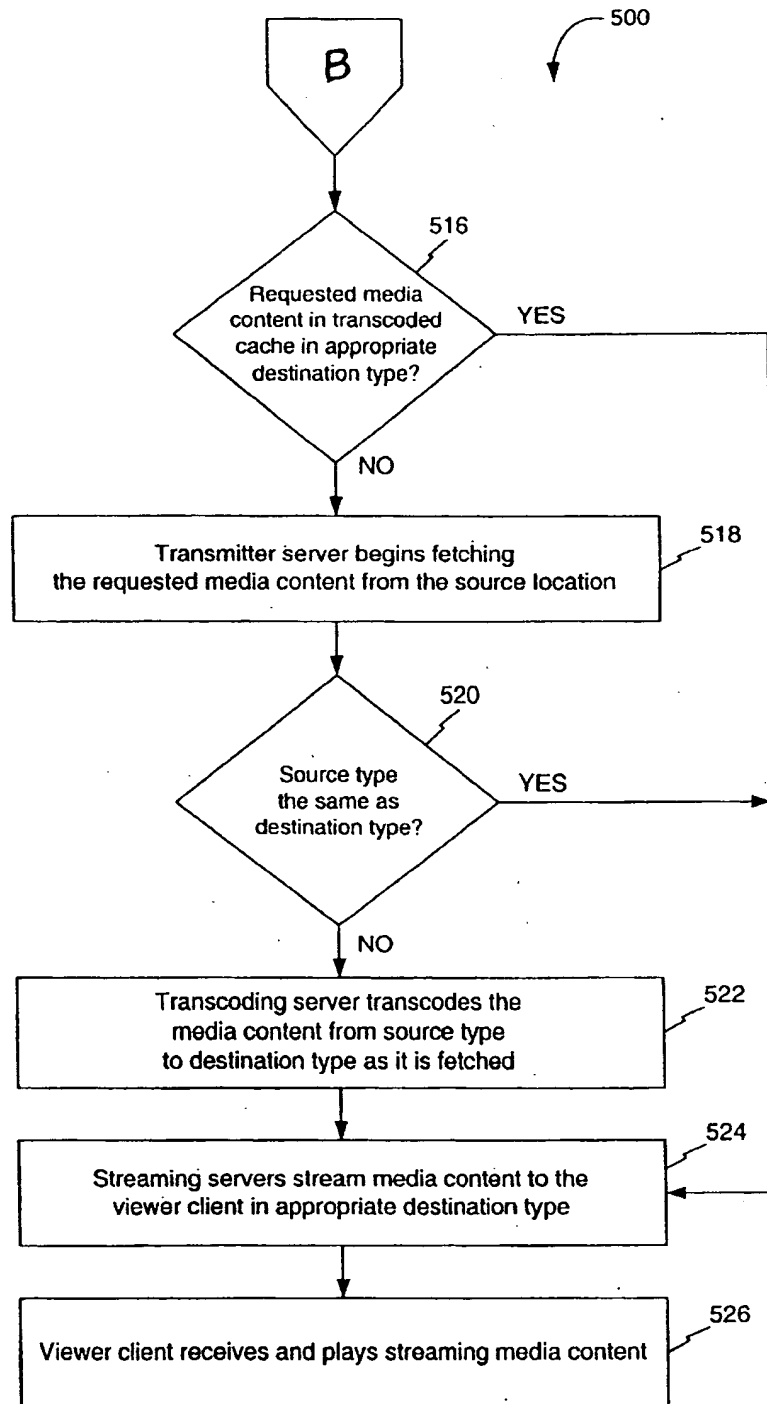 500
B
516
Requested media
content in transcoded
cache in appropriate
destination type?
YES
NO
518
Transmitter server begins fetching
the requested media content from the source location
520
Source type
the same as
destination type?
YES
NO
522
Transcoding server transcodes the
media content from source type
to destination type as it is fetched
524
Streaming servers stream media content to the
viewer client in appropriate destination type
526
Viewer client receives and plays streaming media content